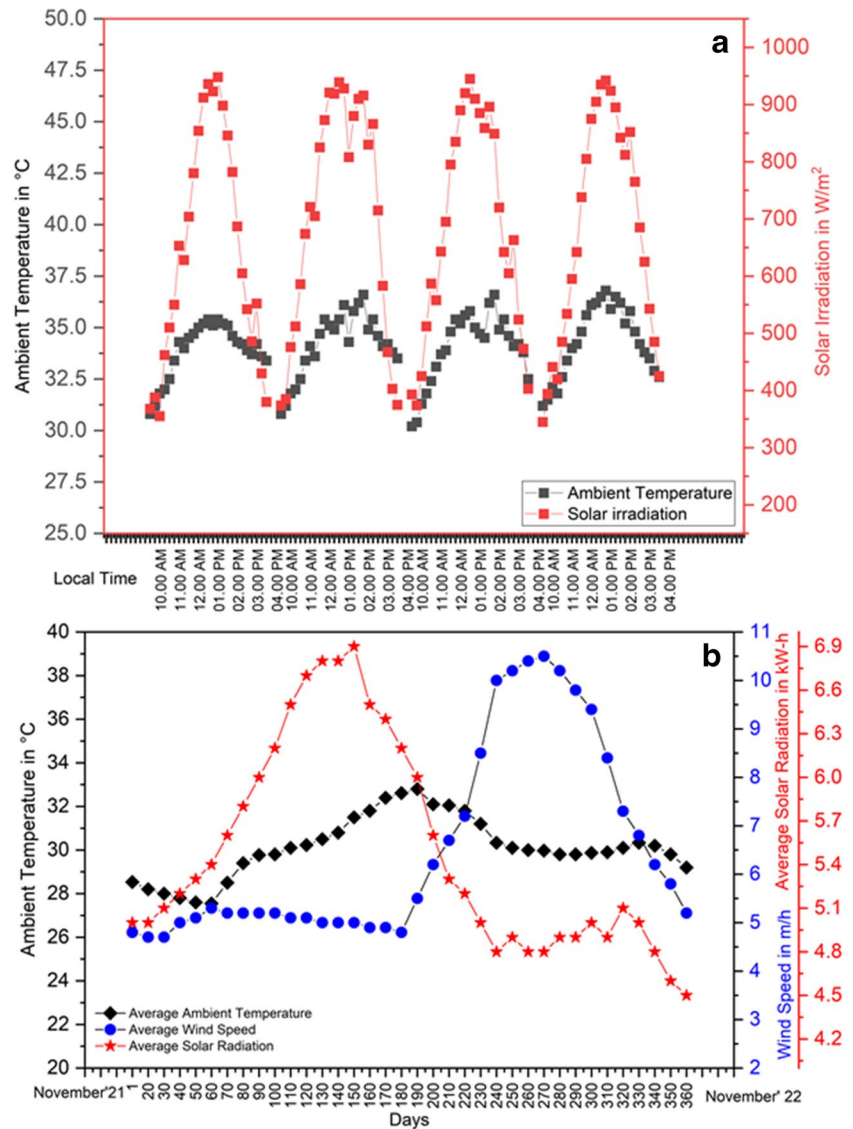 a
50.0
47.5
45.0
42.5
40.0
37.5
35.0
32.5
30.0
27.5
25.0
Ambient Temperature in °C
1000
900
800
700
600
500
400
300
200
Solar Irradiation in W/m²
Ambient Temperature
Solar irradiation
Local Time
10.00 AM
11.00 AM
12.00 AM
01.00 PM
02.00 PM
03.00 PM
04.00 PM
10.00 AM
11.00 AM
12.00 AM
01.00 PM
02.00 PM
03.00 PM
04.00 PM
10.00 AM
11.00 AM
12.00 AM
01.00 PM
02.00 PM
03.00 PM
04.00 PM
10.00 AM
11.00 AM
12.00 AM
01.00 PM
02.00 PM
03.00 PM
04.00 PM
b
40
38
36
34
32
30
28
26
24
22
20
Ambient Temperature in °C
11
10
9
8
7
6
5
4
3
2
Wind Speed in m/h
6.9
6.6
6.3
6.0
5.7
5.4
5.1
4.8
4.5
4.2
Average Solar Radiation in kW-h
Average Ambient Temperature
Average Wind Speed
Average Solar Radiation
November'21
1
20
30
40
50
60
70
80
90
100
110
120
130
140
150
160
170
180
190
200
210
220
230
240
250
260
270
280
290
300
310
320
330
340
350
360
November' 22
Days